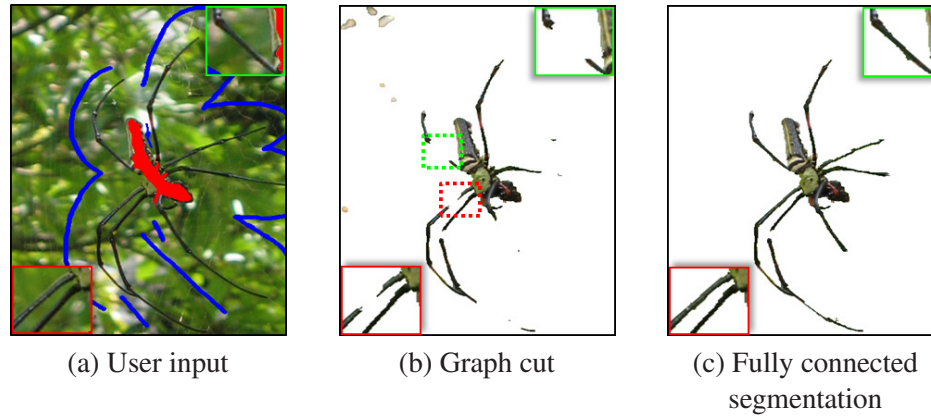 (a) User input
(b) Graph cut
(c) Fully connected
segmentation